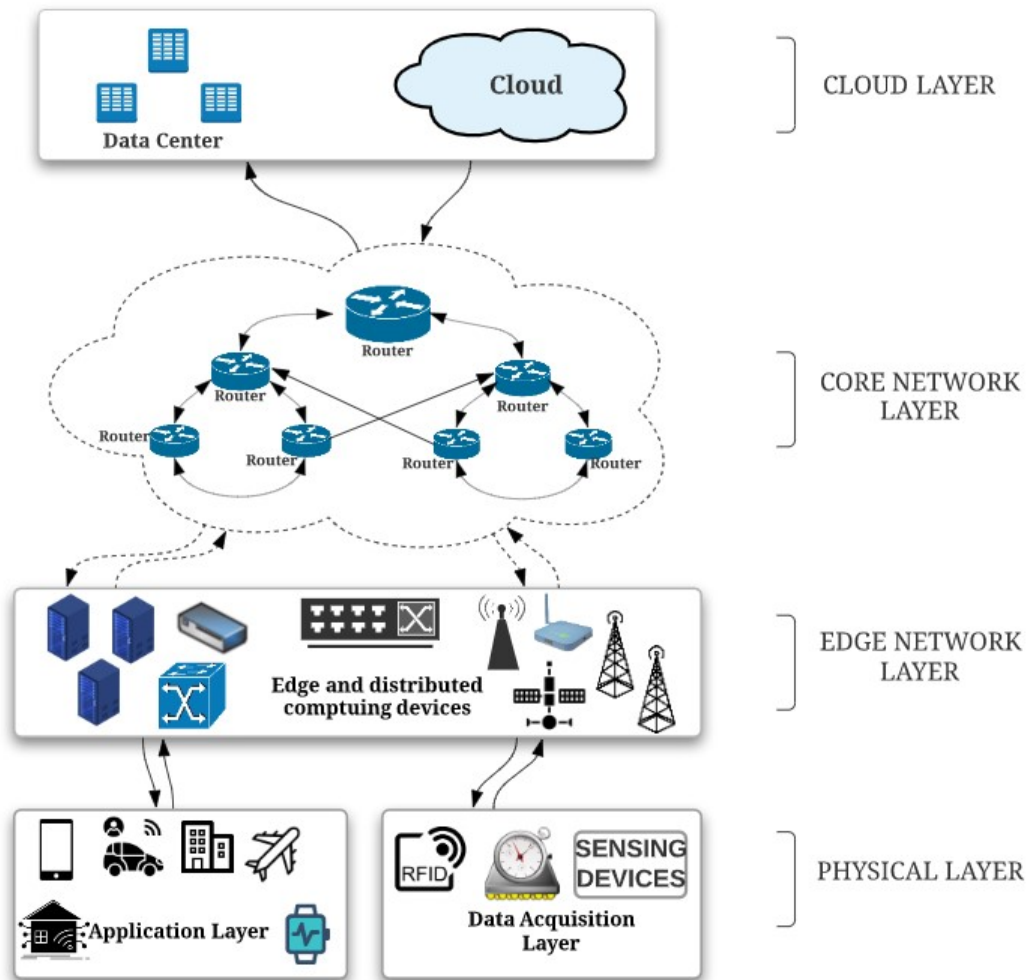 Cloud
Data Center
CLOUD LAYER
Router
Router
Router
Router
Router
Router
Router
CORE NETWORK
LAYER
Edge and distributed
comptuing devices
EDGE NETWORK
LAYER
RFID
SENSING
DEVICES
Application Layer
Data Acquisition
Layer
PHYSICAL LAYER